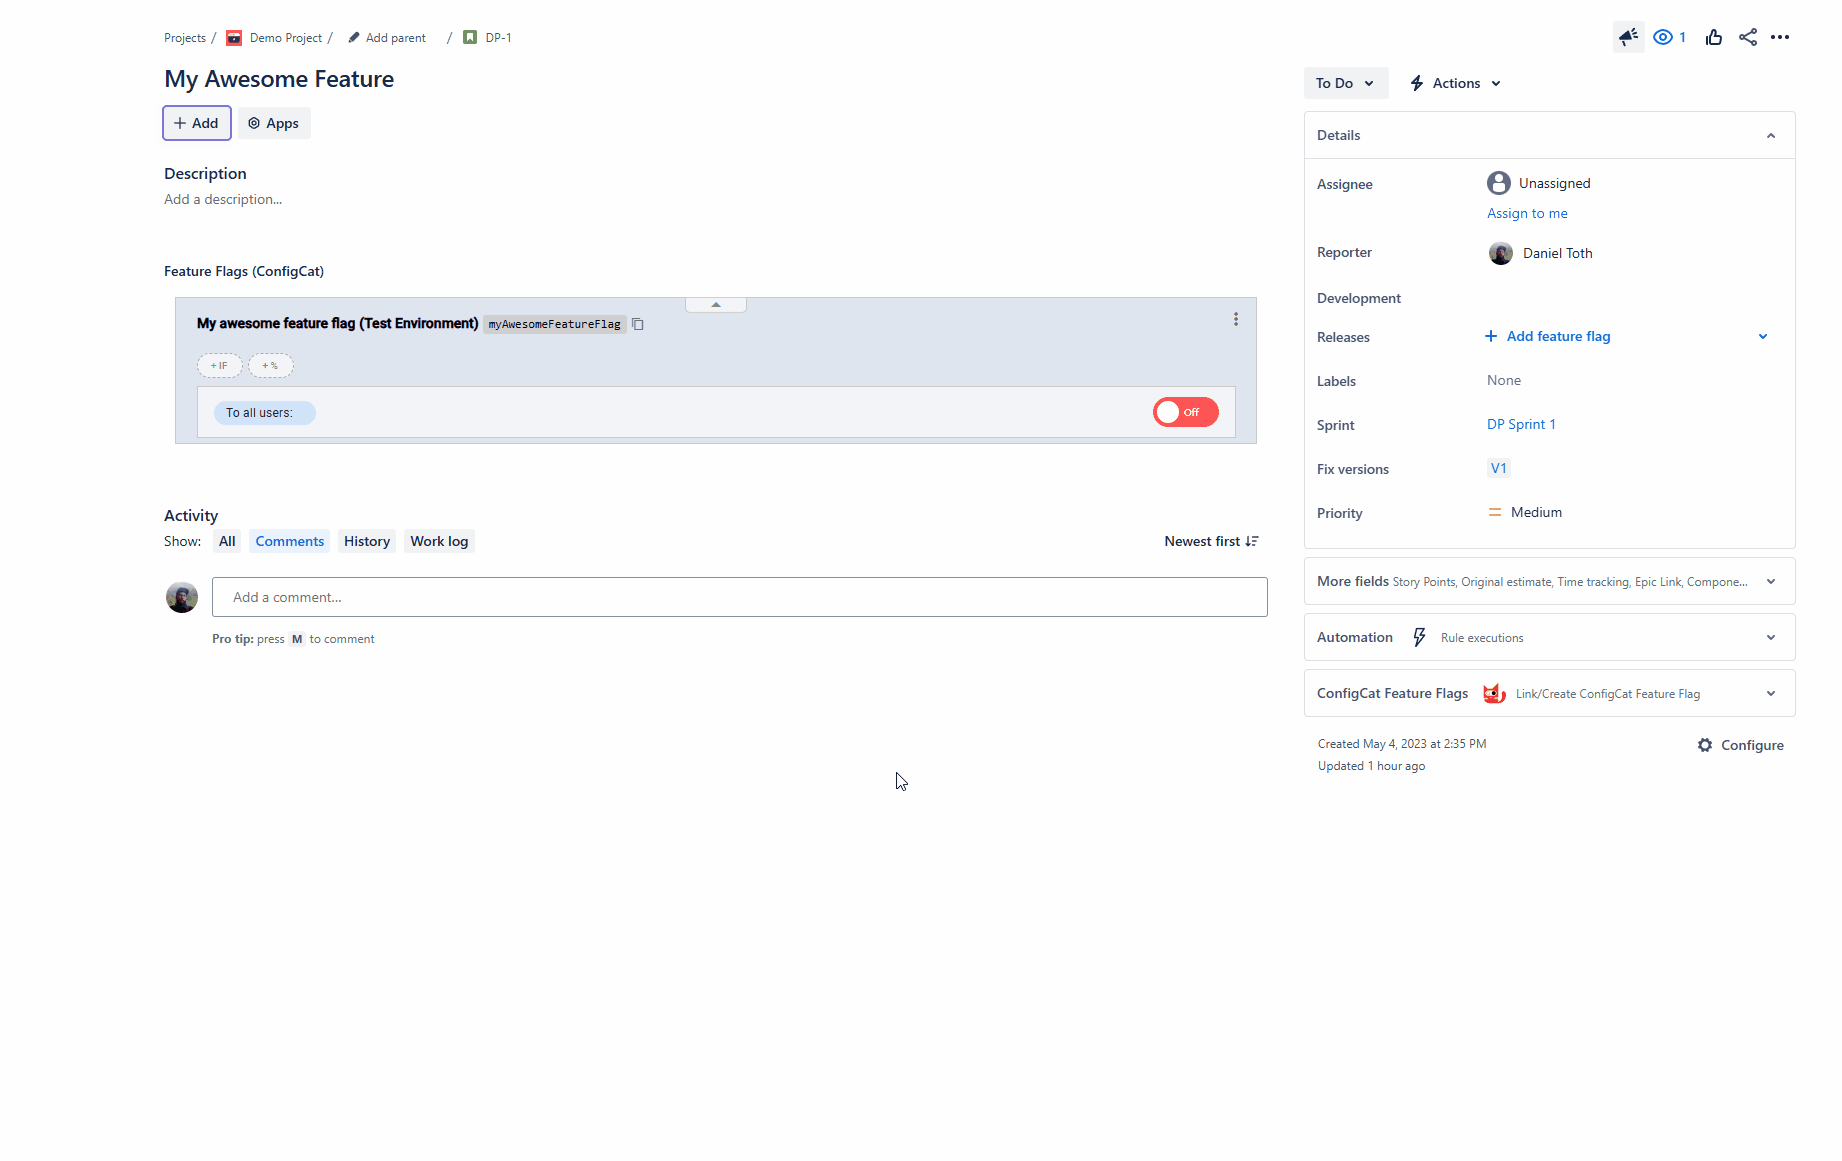 Projects / Demo Project / Add parent / DP-1
1
My Awesome Feature
To Do Actions
+ Add Apps
Details
Description
Add a description...
Assignee Unassigned
Assign to me
Reporter Daniel Toth
Feature Flags (ConfigCat)
Development
My awesome feature flag (Test Environment) myAwesomeFeatureFlag
Releases + Add feature flag
+ IF + %
Labels None
To all users: Off
Sprint DP Sprint 1
Fix versions V1
Priority Medium
Activity
Show: All Comments History Work log Newest first
Add a comment...
Pro tip: press M to comment
More fields Story Points, Original estimate, Time tracking, Epic Link, Compone...
Automation Rule executions
ConfigCat Feature Flags Link/Create ConfigCat Feature Flag
Created May 4, 2023 at 2:35 PM Configure
Updated 1 hour ago